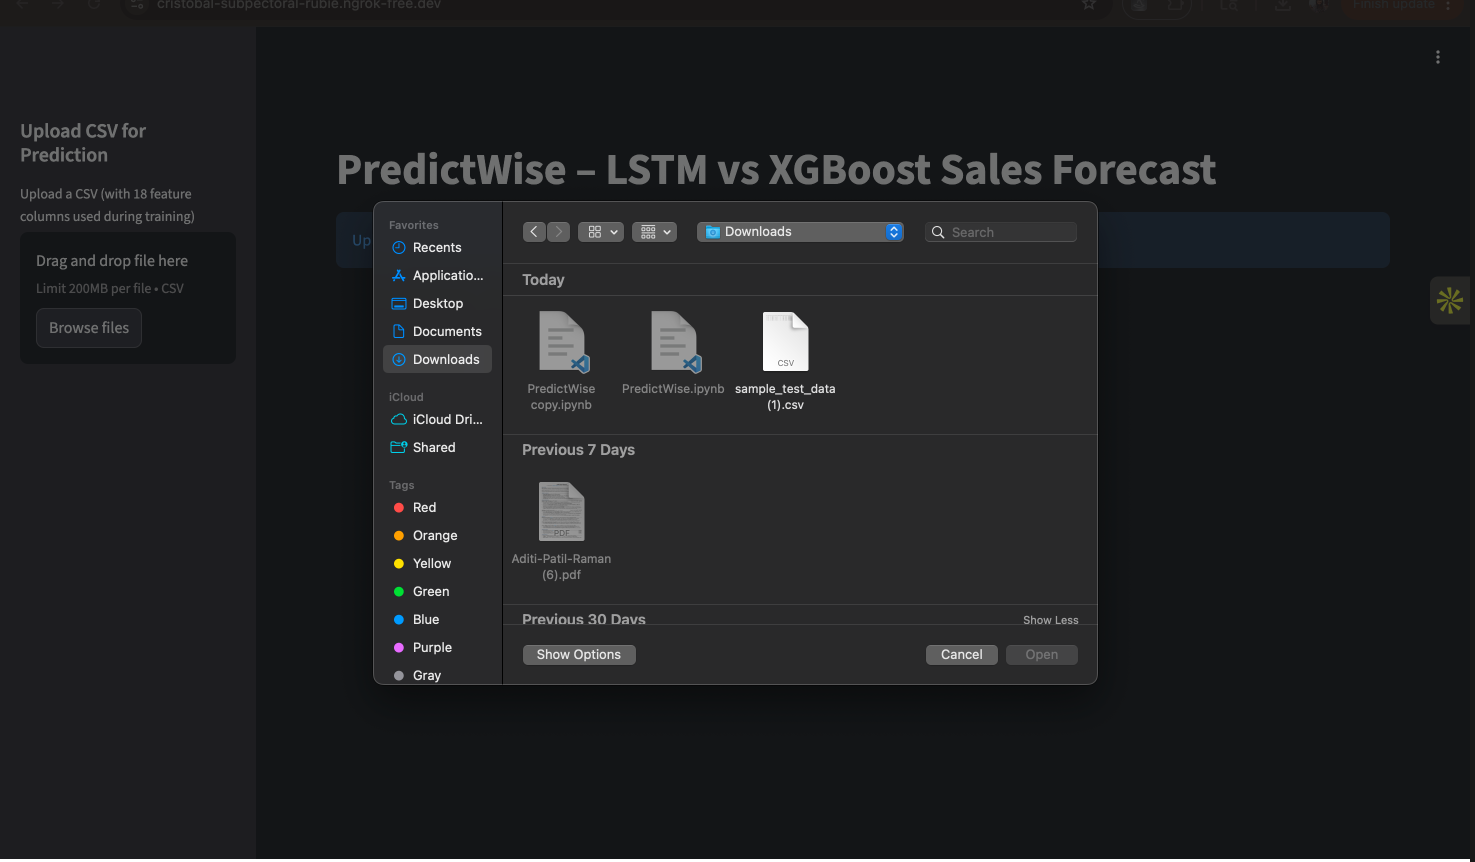 cristobal-subpectoral-rubie.ngrok-free.dev
Finish update
Upload CSV for
Prediction
Upload a CSV (with 18 feature
columns used during training)
Drag and drop file here
Limit 200MB per file • CSV
Browse files
PredictWise – LSTM vs XGBoost Sales Forecast
Up
Favorites
Recents
Applicatio...
Desktop
Documents
Downloads
iCloud
iCloud Dri...
Shared
Tags
Red
Orange
Yellow
Green
Blue
Purple
Gray
Downloads
Search
Today
PredictWise
copy.ipynb
PredictWise.ipynb
CSV
sample_test_data
(1).csv
Previous 7 Days
PDF
Aditi-Patil-Raman
(6).pdf
Previous 30 Days
Show Less
Show Options
Cancel
Open